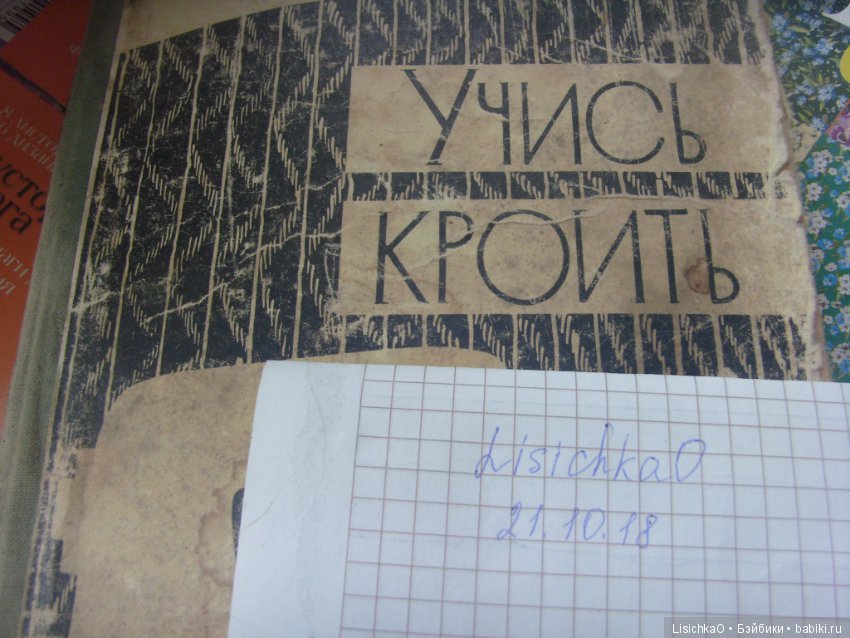 УЧИСЬ
КРОИТЬ
LisichkaO
21.10.18
LisichkaO • Бэйбики • babiki.ru